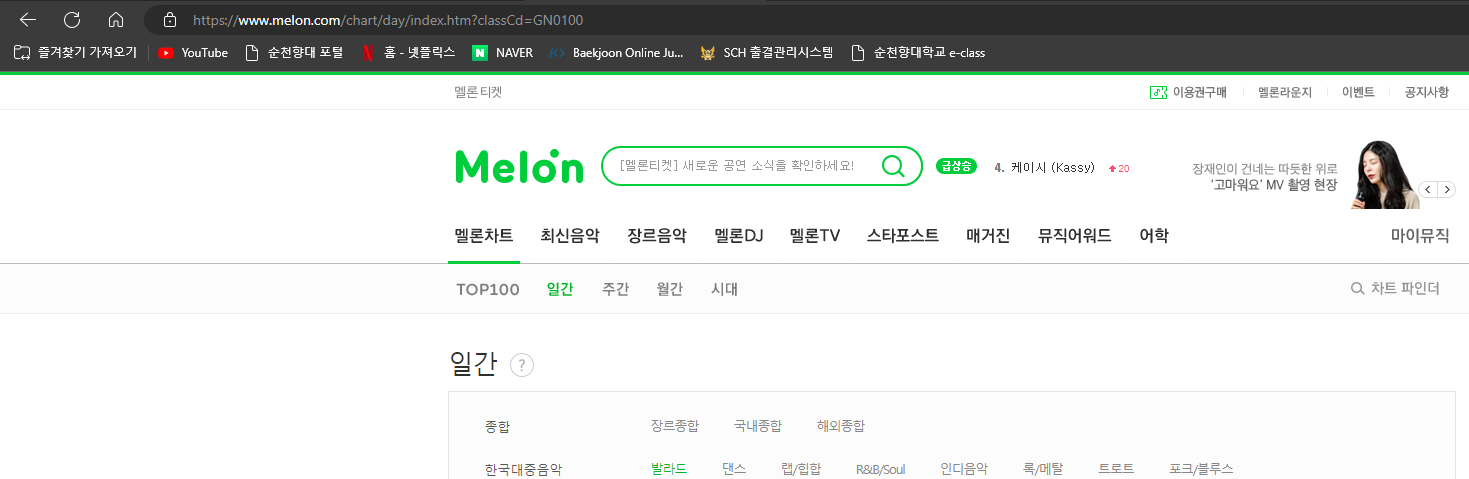 https://www.melon.com/chart/day/index.htm?classCd=GN0100
즐겨찾기 가져오기 YouTube 순천향대 포털 홈 - 넷플릭스 N NAVER Baekjoon Online Ju... SCH 출결관리시스템 순천향대학교 e-class
멜론티켓 이용권구매 멜론라운지 이벤트 공지사항
Melon [멜론티켓] 새로운 공연 소식을 확인하세요! 급상승 4. 케이시 (Kassy) 20
장재인이 건네는 따듯한 위로
'고마워요' MV 촬영 현장
멜론차트 최신음악 장르음악 멜론DJ 멜론TV 스타포스트 매거진 뮤직어워드 어학 마이뮤직
TOP100 일간 주간 월간 시대 차트 파인더
일간 ?
종합 장르종합 국내종합 해외종합
한국대중음악 발라드 댄스 랩/힙합 R&B/Soul 인디음악 록/메탈 트로트 포크/블루스